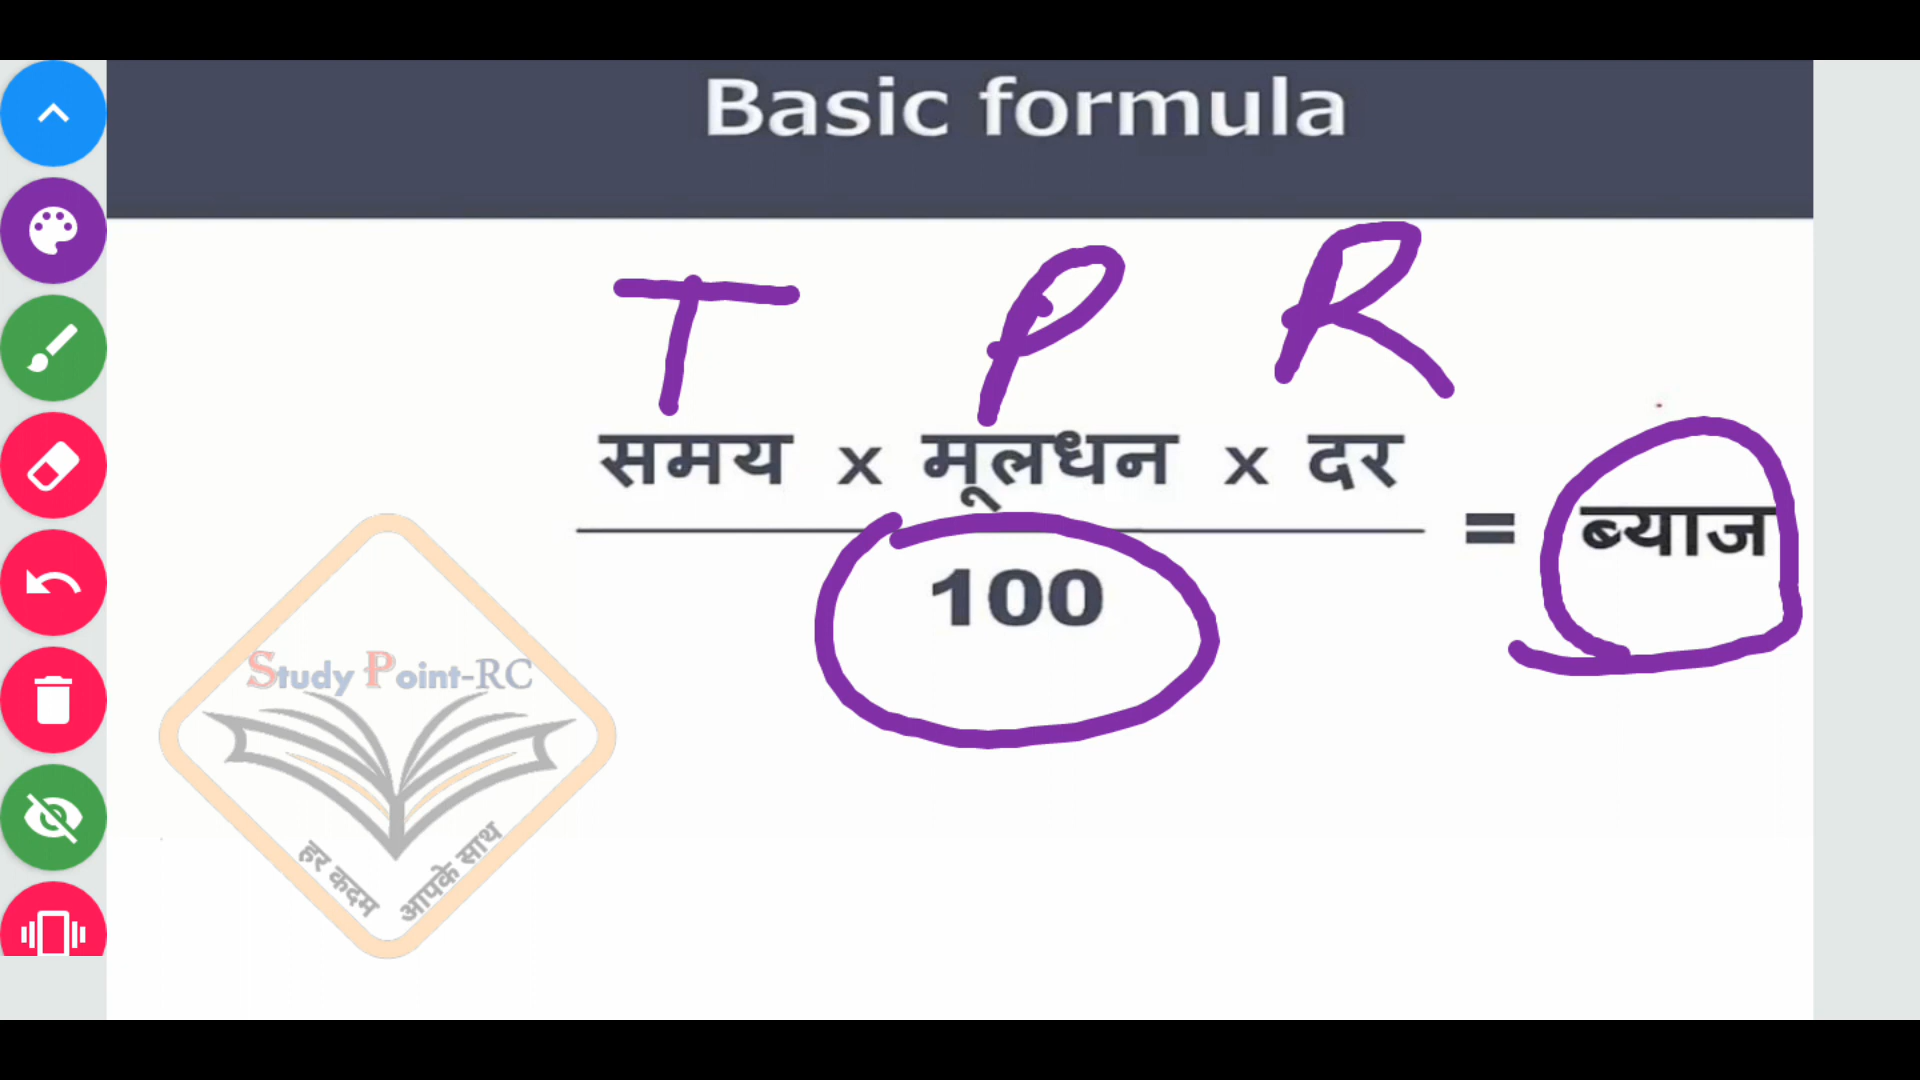 Basic formula
T P R
समय x मूलधन x दर
= ब्याज
100
Study Point-RC
हर कदम आपके साथ